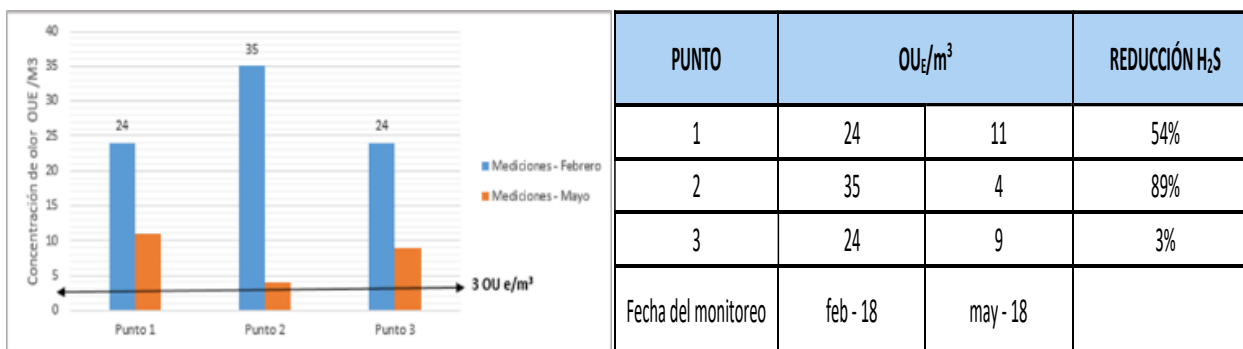 40
35
30
25
20
15
10
5
0
Concentración de olor OUE /M3
24
35
24
Punto 1
Punto 2
Punto 3
Mediciones - Febrero
Mediciones - Mayo
3 OU e/m³
PUNTO OU_E/m³ REDUCCIÓN H₂S
1 24 11 54%
2 35 4 89%
3 24 9 3%
Fecha del monitoreo feb - 18 may - 18